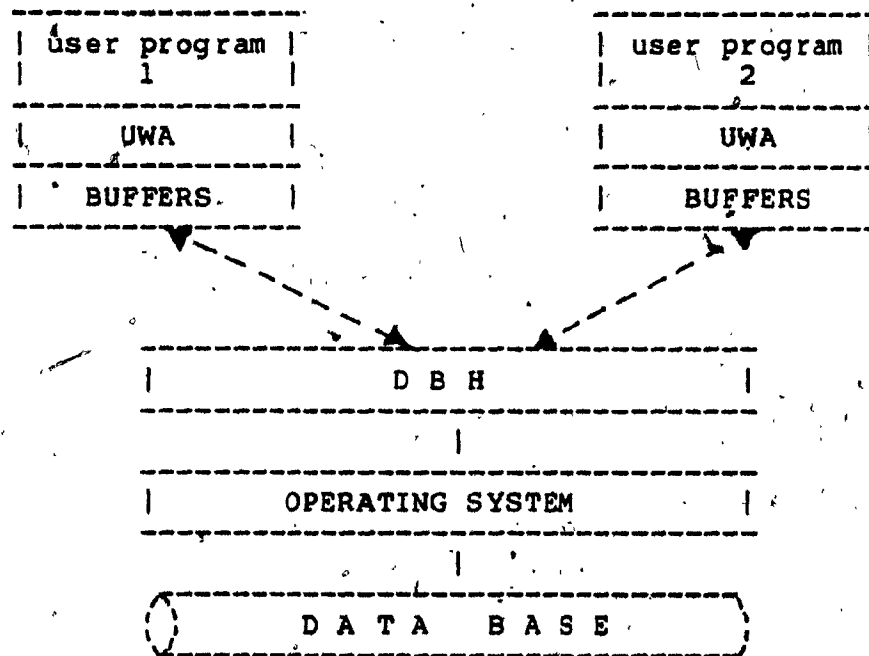 user program
1
UWA
BUFFERS
user program
2
UWA
BUFFERS
D B H
OPERATING SYSTEM
D A T A B A S E